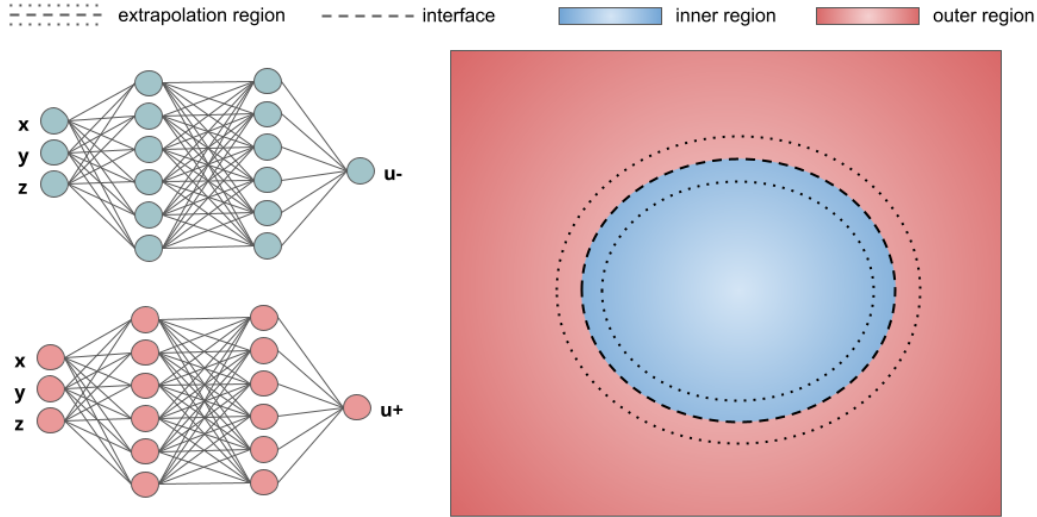 extrapolation region
interface
inner region
outer region
x
y
z
u-
x
y
z
u+